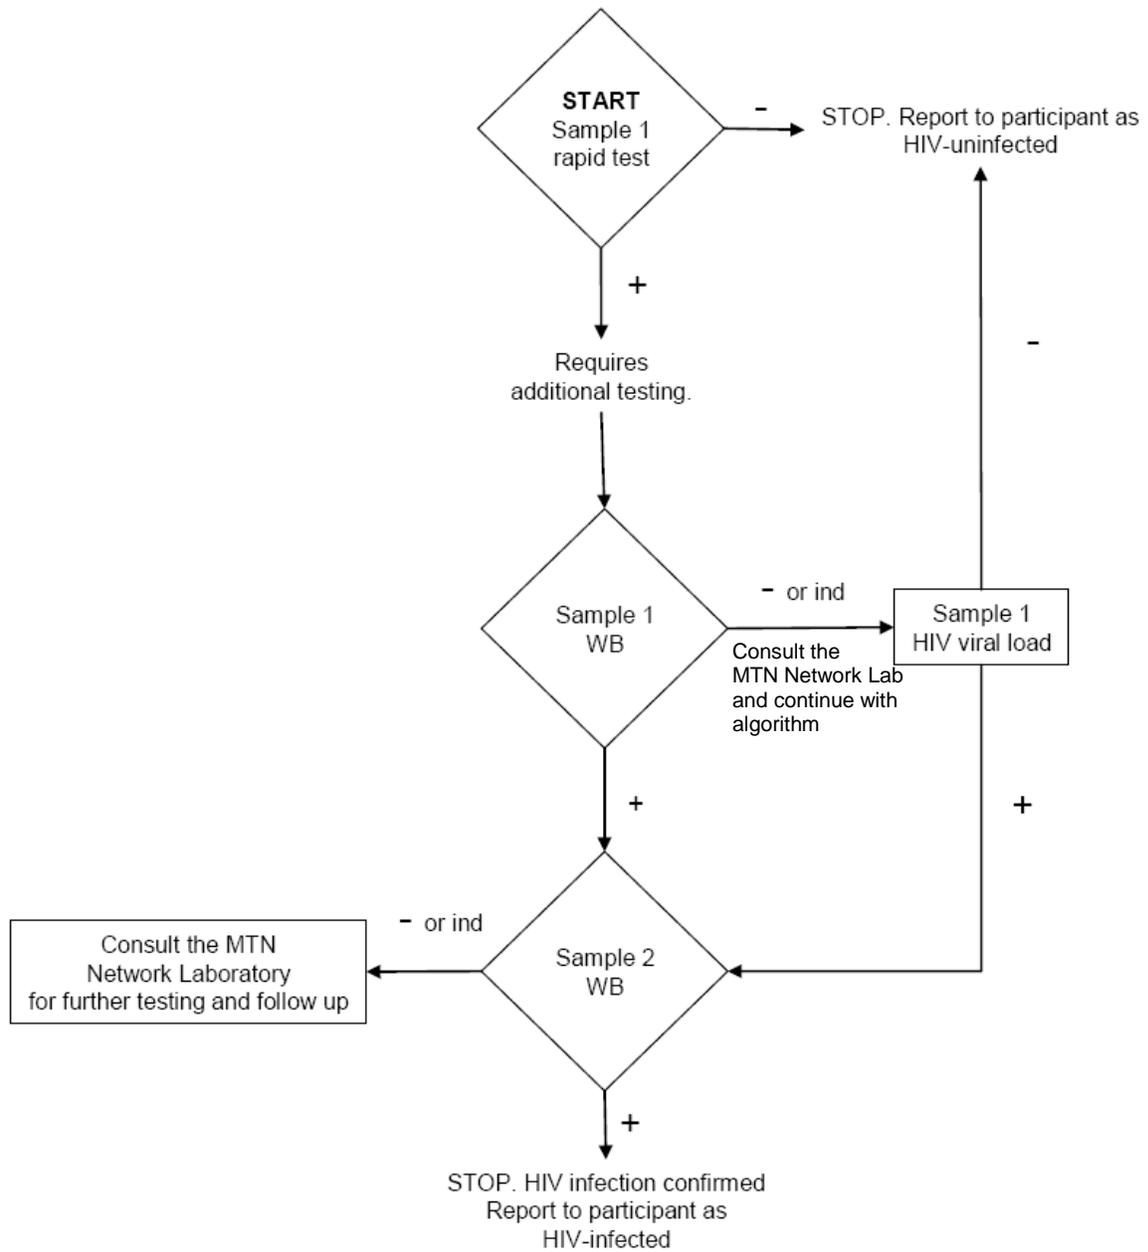 START
Sample 1
rapid test
-
STOP. Report to participant as
HIV-uninfected
+
-
Requires
additional testing.
Sample 1
WB
- or ind
Consult the
MTN Network Lab
and continue with
algorithm
Sample 1
HIV viral load
+
+
Sample 2
WB
- or ind
Consult the MTN
Network Laboratory
for further testing and follow up
+
STOP. HIV infection confirmed
Report to participant as
HIV-infected